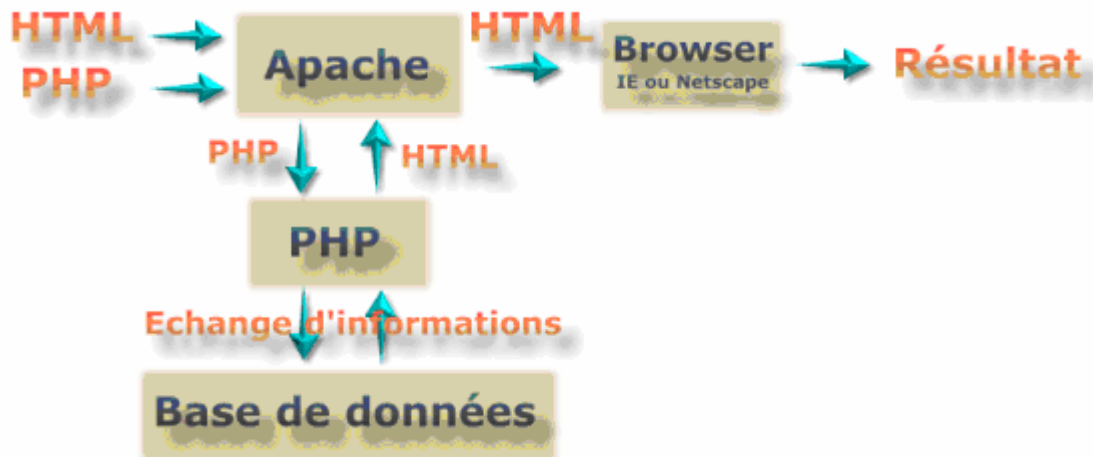 HTML
PHP
Apache
HTML
Browser
IE ou Netscape
Résultat
PHP
HTML
PHP
Echange d'informations
Base de données